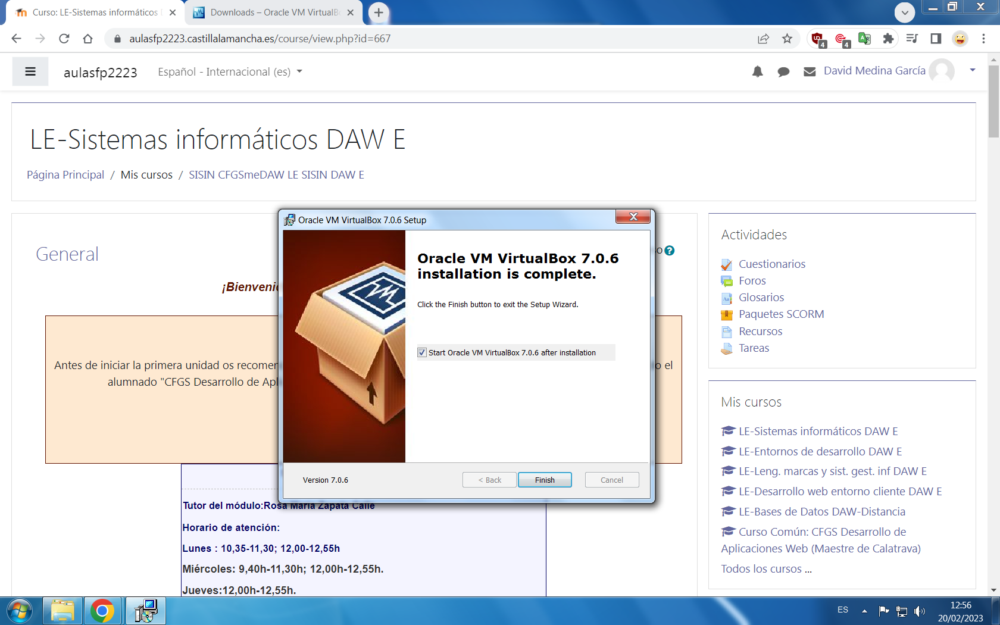 Curso: LE-Sistemas informáticos D
Downloads – Oracle VM VirtualB
aulasfp2223.castillalamancha.es/course/view.php?id=667
4
4
aulasfp2223
Español - Internacional (es)
David Medina García
LE-Sistemas informáticos DAW E
Página Principal / Mis cursos / SISIN CFGSmeDAW LE SISIN DAW E
General
¡Bienvenid
Antes de iniciar la primera unidad os recomen
o el
alumnado "CFGS Desarrollo de Apl
Tutor del módulo:Rosa María Zapata Calle
Horario de atención:
Lunes : 10,35-11,30; 12,00-12,55h
Miércoles: 9,40h-11,30h; 12,00h-12,55h.
Jueves:12,00h-12,55h.
Oracle VM VirtualBox 7.0.6 Setup
Oracle VM VirtualBox 7.0.6
installation is complete.
Click the Finish button to exit the Setup Wizard.
Start Oracle VM VirtualBox 7.0.6 after installation
Version 7.0.6
< Back
Finish
Cancel
Actividades
Cuestionarios
Foros
Glosarios
Paquetes SCORM
Recursos
Tareas
Mis cursos
LE-Sistemas informáticos DAW E
LE-Entornos de desarrollo DAW E
LE-Leng. marcas y sist. gest. inf DAW E
LE-Desarrollo web entorno cliente DAW E
LE-Bases de Datos DAW-Distancia
Curso Común: CFGS Desarrollo de
Aplicaciones Web (Maestre de Calatrava)
Todos los cursos ...
ES
12:56
20/02/2023